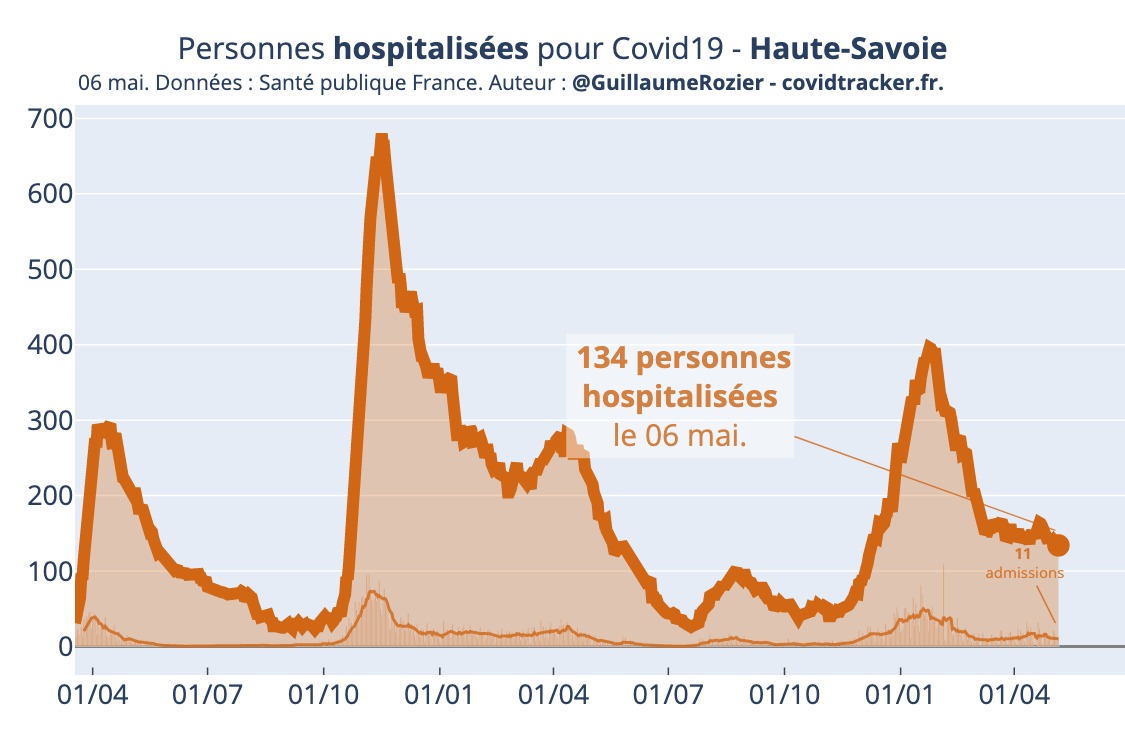 Personnes hospitalisées pour Covid19 - Haute-Savoie
06 mai. Données : Santé publique France. Auteur : @GuillaumeRozier - covidtracker.fr.
700
600
500
400
300
200
100
0
134 personnes
hospitalisées
le 06 mai.
11
admissions
01/04 01/07 01/10 01/01 01/04 01/07 01/10 01/01 01/04